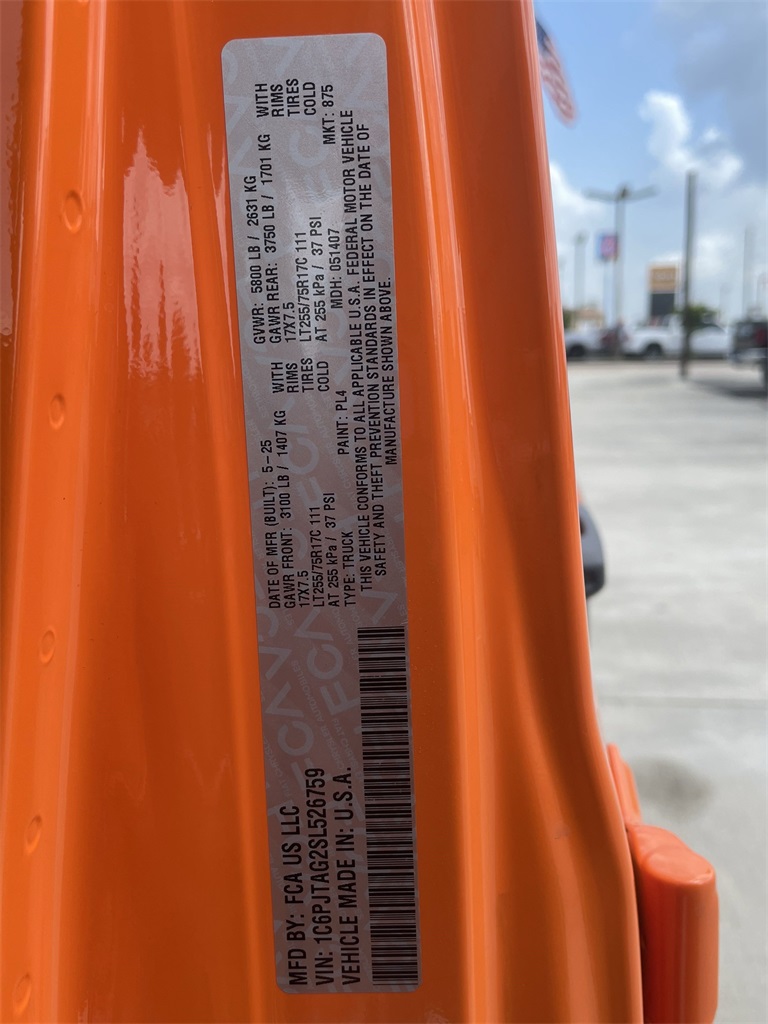 MFD BY: FCA US LLC
VIN: 1C6PJTAG2SL526759
VEHICLE MADE IN: U.S.A.
DATE OF MFR (BUILT): 5-25 GVWR: 5800 LB / 2631 KG
GAWR FRONT: 3100 LB / 1407 KG WITH GAWR REAR: 3750 LB / 1701 KG WITH
17X7.5 RIMS 17X7.5 RIMS
LT255/75R17C 111 TIRES LT255/75R17C 111 TIRES
AT 255 kPa / 37 PSI COLD AT 255 kPa / 37 PSI COLD
TYPE: TRUCK PAINT: PL4 MDH: 051407 MKT: 875
THIS VEHICLE CONFORMS TO ALL APPLICABLE U.S.A. FEDERAL MOTOR VEHICLE
SAFETY AND THEFT PREVENTION STANDARDS IN EFFECT ON THE DATE OF
MANUFACTURE SHOWN ABOVE.